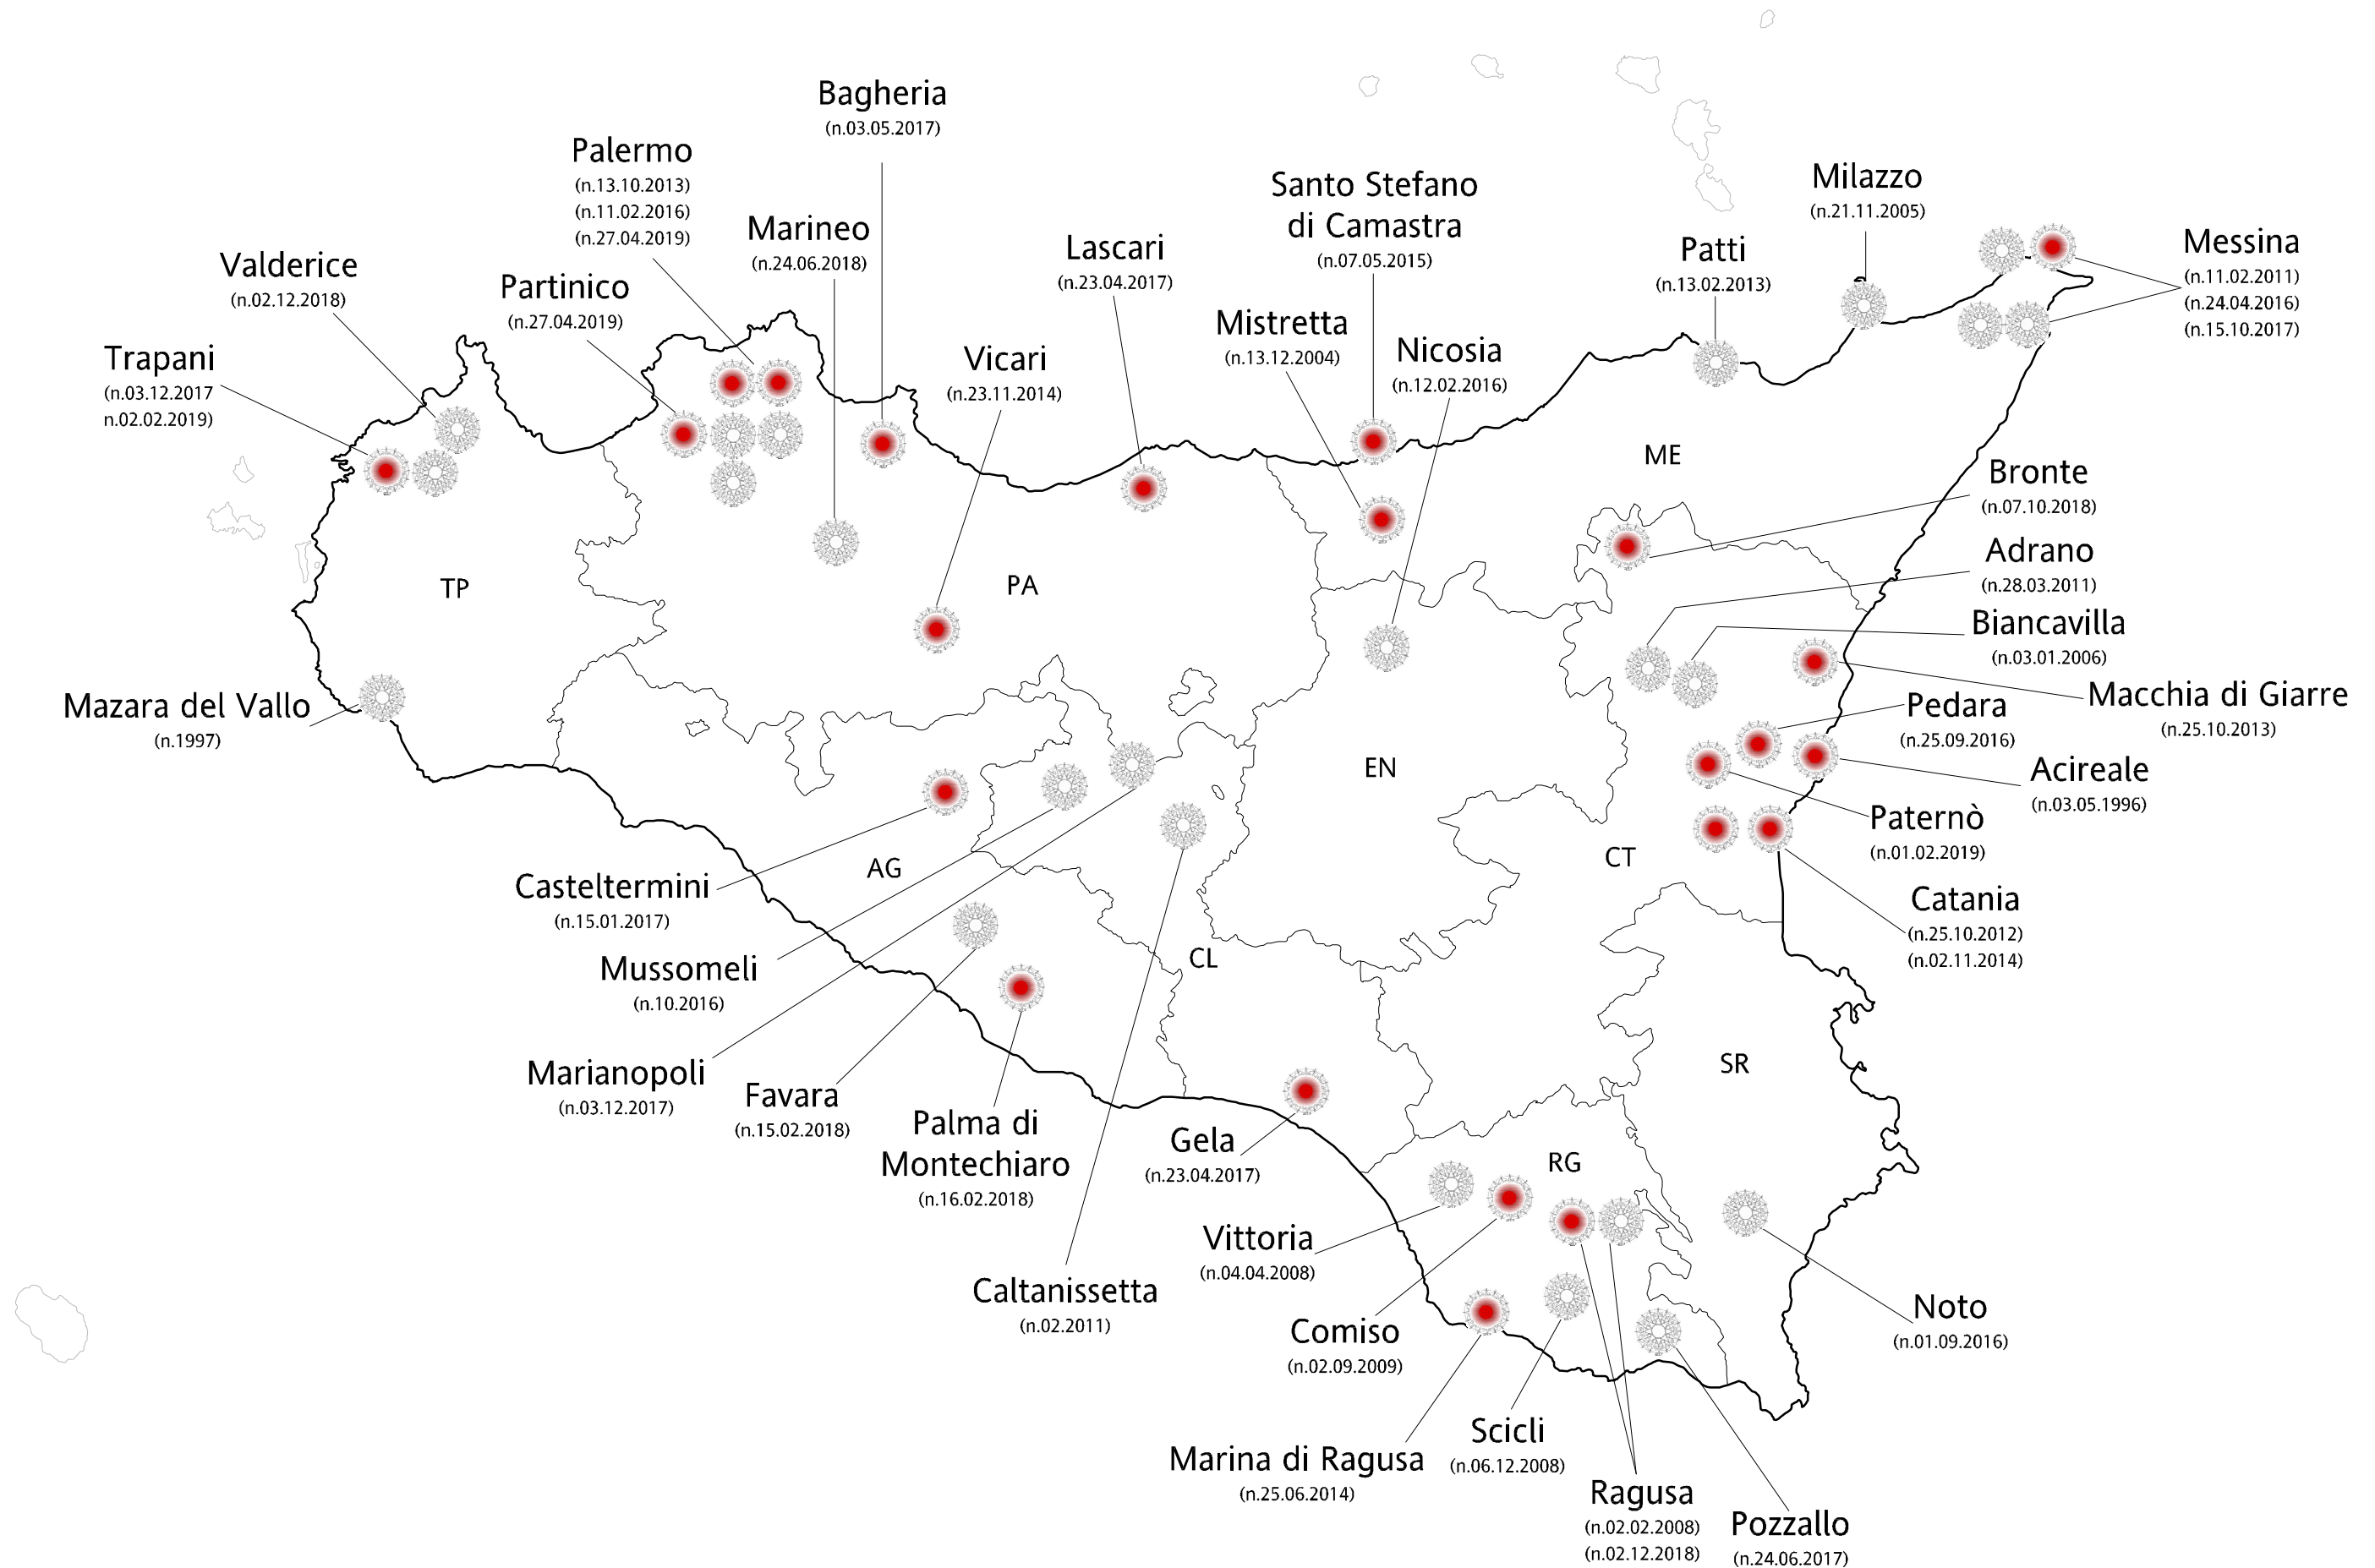 Bagheria
(n.03.05.2017)
Palermo
(n.13.10.2013)
(n.11.02.2016)
(n.27.04.2019)
Marineo
(n.24.06.2018)
Valderice
(n.02.12.2018)
Partinico
(n.27.04.2019)
Trapani
(n.03.12.2017
n.02.02.2019)
Lascari
(n.23.04.2017)
Vicari
(n.23.11.2014)
Santo Stefano
di Camastra
(n.07.05.2015)
Mistretta
(n.13.12.2004)
Nicosia
(n.12.02.2016)
Patti
(n.13.02.2013)
Milazzo
(n.21.11.2005)
Messina
(n.11.02.2011)
(n.24.04.2016)
(n.15.10.2017)
ME
Bronte
(n.07.10.2018)
Adrano
(n.28.03.2011)
Biancavilla
(n.03.01.2006)
Macchia di Giarre
(n.25.10.2013)
Pedara
(n.25.09.2016)
Acireale
(n.03.05.1996)
Paternò
(n.01.02.2019)
Catania
(n.25.10.2012)
(n.02.11.2014)
TP
PA
Mazara del Vallo
(n.1997)
EN
CT
AG
CL
SR
RG
Casteltermini
(n.15.01.2017)
Mussomeli
(n.10.2016)
Marianopoli
(n.03.12.2017)
Favara
(n.15.02.2018)
Palma di
Montechiaro
(n.16.02.2018)
Caltanissetta
(n.02.2011)
Gela
(n.23.04.2017)
Vittoria
(n.04.04.2008)
Comiso
(n.02.09.2009)
Marina di Ragusa
(n.25.06.2014)
Scicli
(n.06.12.2008)
Ragusa
(n.02.02.2008)
(n.02.12.2018)
Pozzallo
(n.24.06.2017)
Noto
(n.01.09.2016)